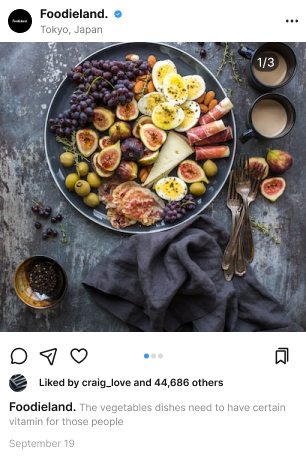 Foodieland.
Tokyo, Japan
1/3
Liked by craig_love and 44,686 others
Foodieland. The vegetables dishes need to have certain
vitamin for those people
September 19